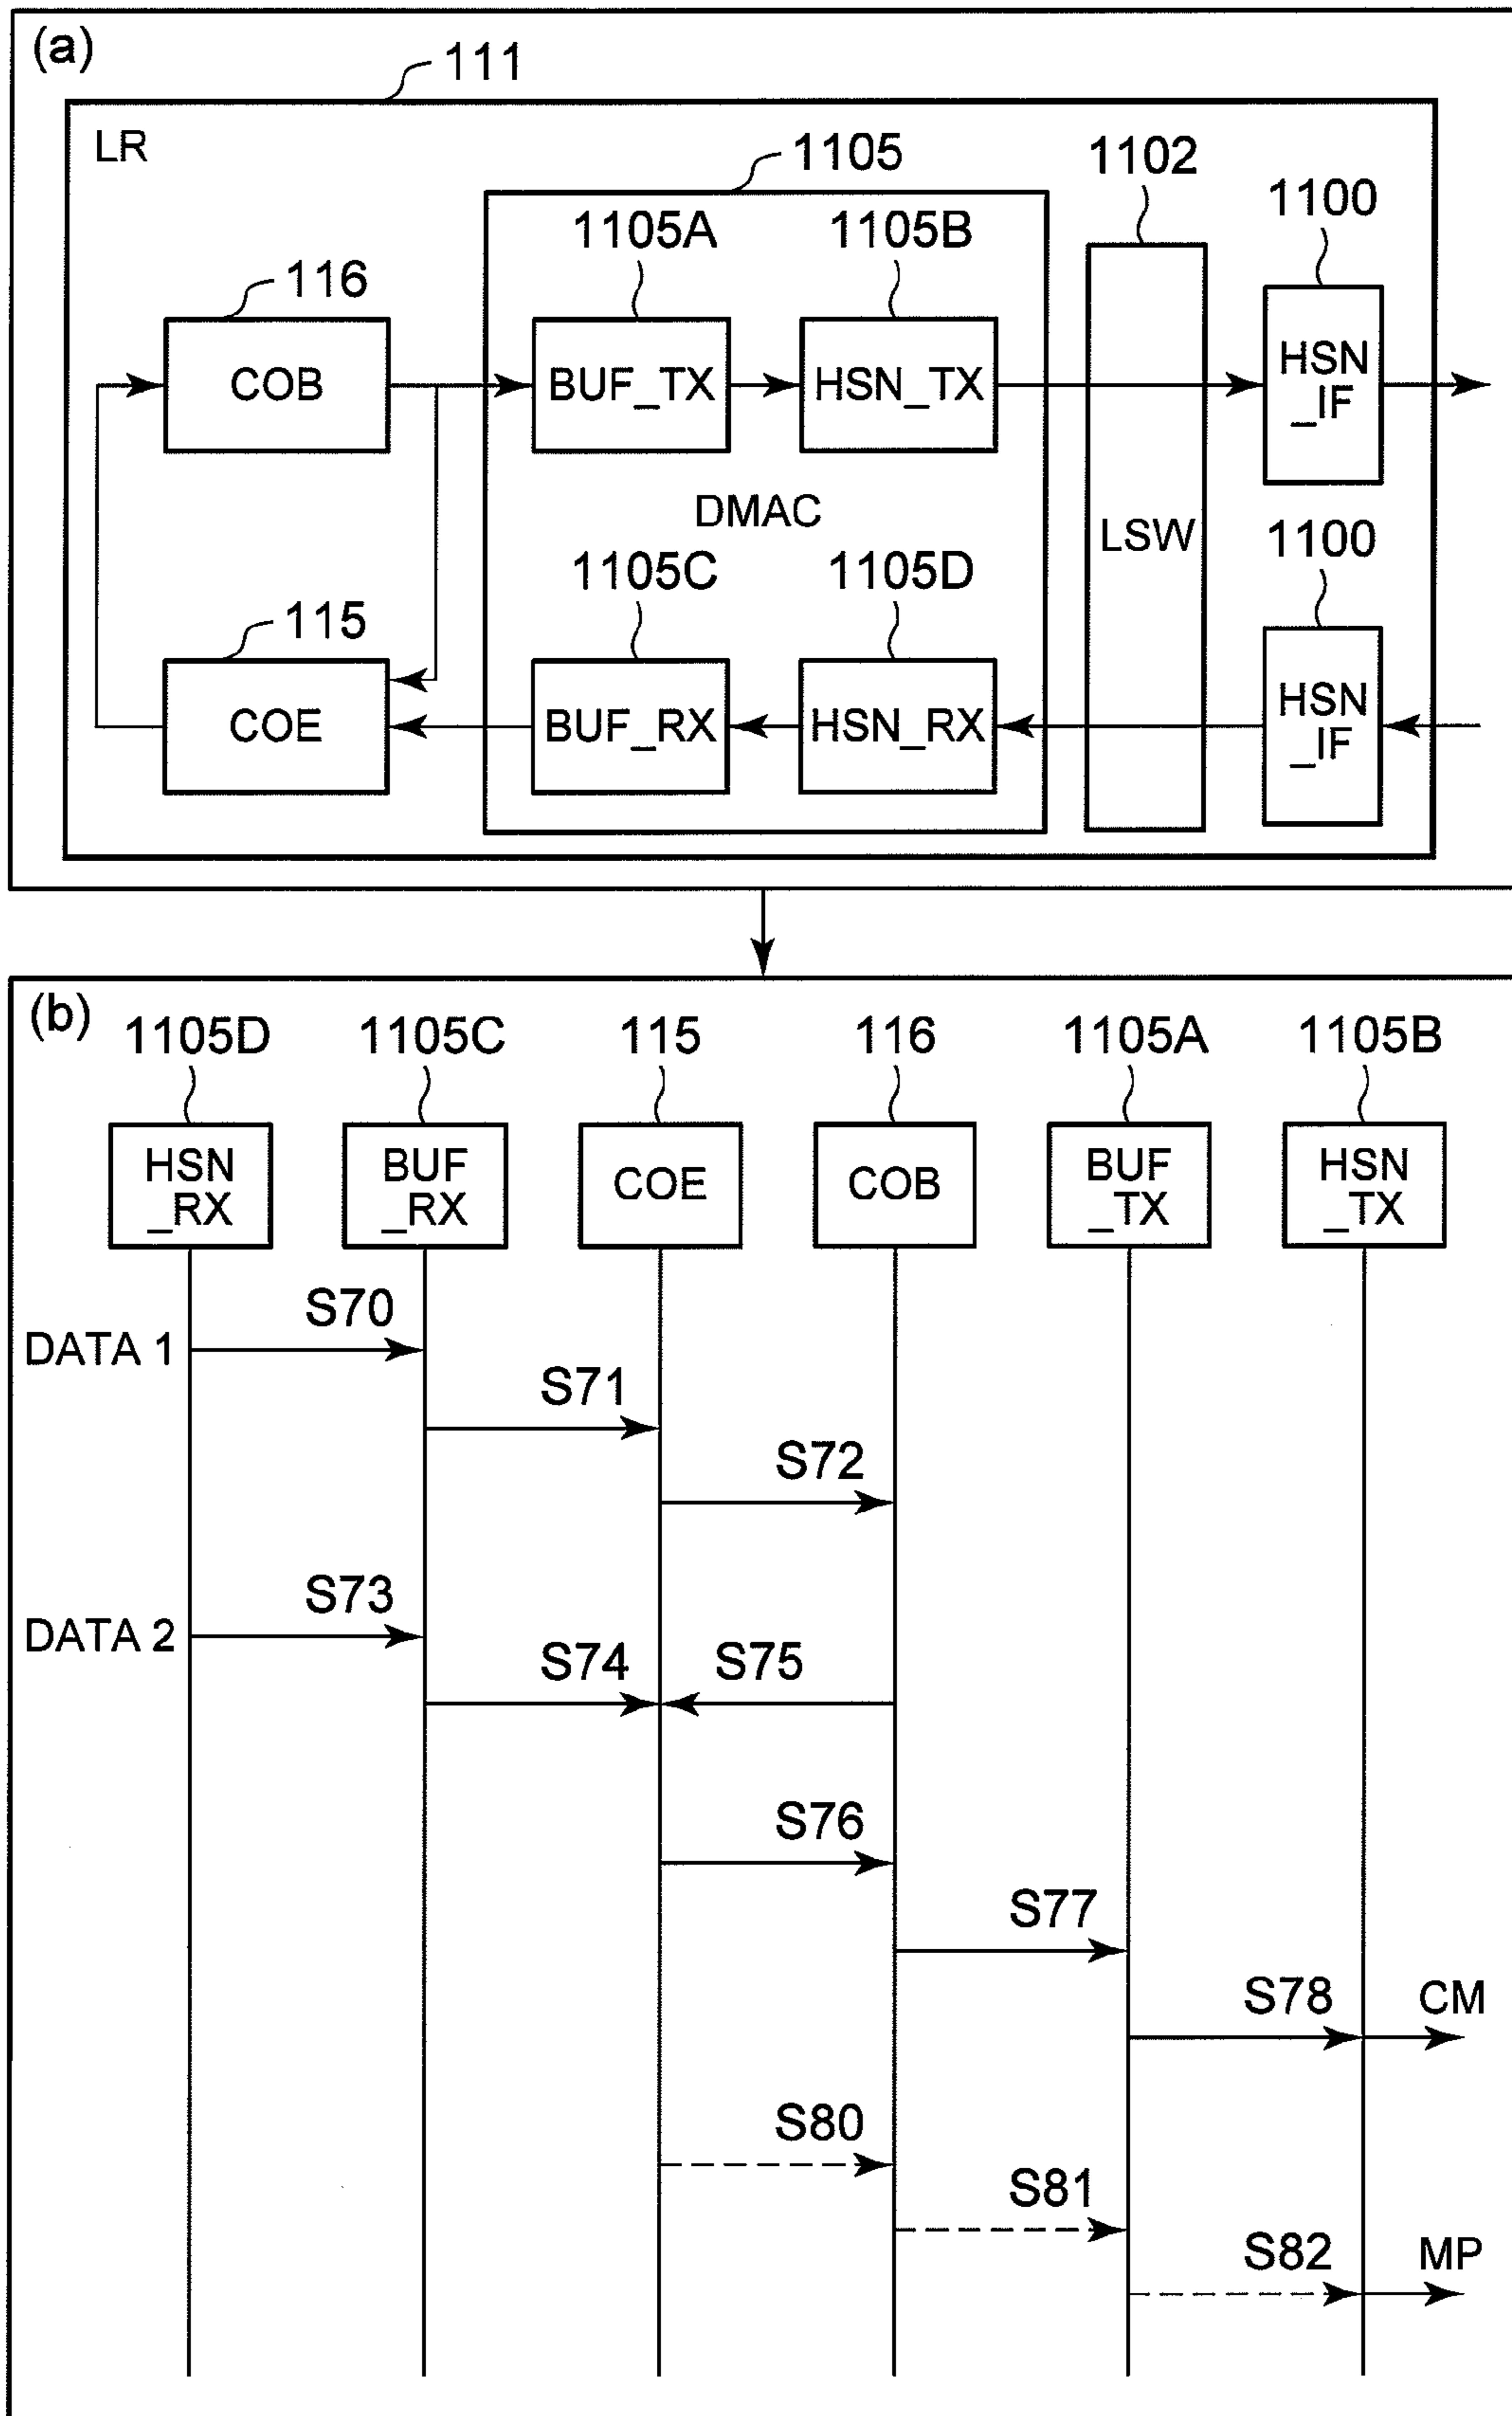 (a)
111
LR
1105
1102
1100
1105A
1105B
116
COB
BUF_TX
HSN_TX
HSN
_IF
DMAC
LSW
1100
1105C
1105D
115
COE
BUF_RX
HSN_RX
HSN
_IF
(b)
1105D
1105C
115
116
1105A
1105B
HSN
_RX
BUF
_RX
COE
COB
BUF
_TX
HSN
_TX
S70
DATA 1
S71
S72
S73
DATA 2
S74
S75
S76
S77
S78
CM
S80
S81
S82
MP